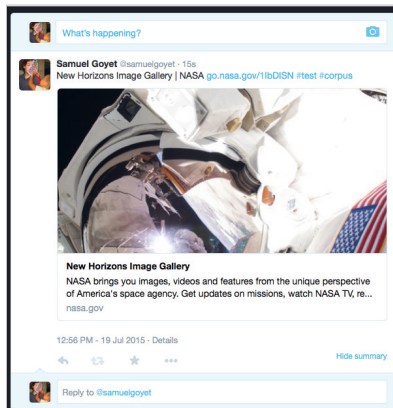 What's happening?
Samuel Goyet @samuelgoyet · 15s
New Horizons Image Gallery | NASA go.nasa.gov/1IbDISN #test #corpus
New Horizons Image Gallery
NASA brings you images, videos and features from the unique perspective
of America's space agency. Get updates on missions, watch NASA TV, re...
nasa.gov
12:56 PM - 19 Jul 2015 · Details
Hide summary
Reply to @samuelgoyet